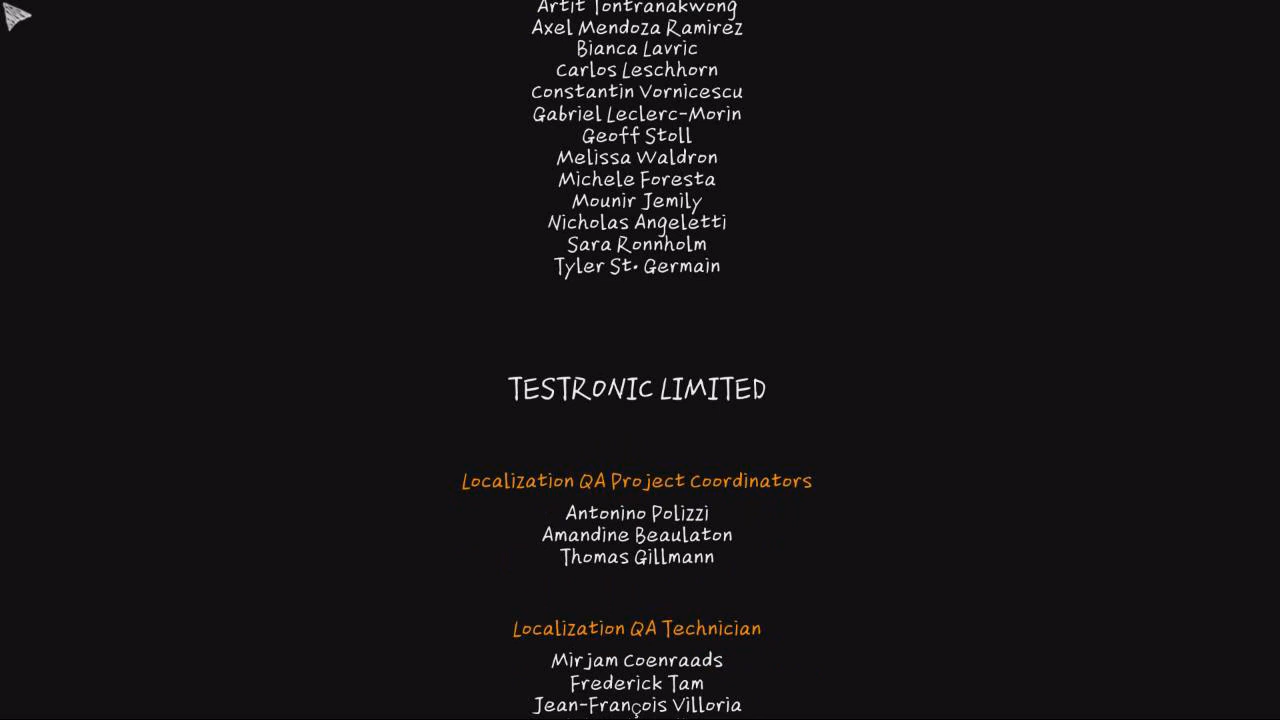 Artit Tontranakwong
Axel Mendoza Ramirez
Bianca Lavric
Carlos Leschhorn
Constantin Vornicescu
Gabriel Leclerc-Morin
Geoff Stoll
Melissa Waldron
Michele Foresta
Mounir Jemily
Nicholas Angeletti
Sara Ronnholm
Tyler St. Germain
TESTRONIC LIMITED
Localization QA Project Coordinators
Antonino Polizzi
Amandine Beaulaton
Thomas Gillmann
Localization QA Technician
Mirjam Coenraads
Frederick Tam
Jean-François Villoria